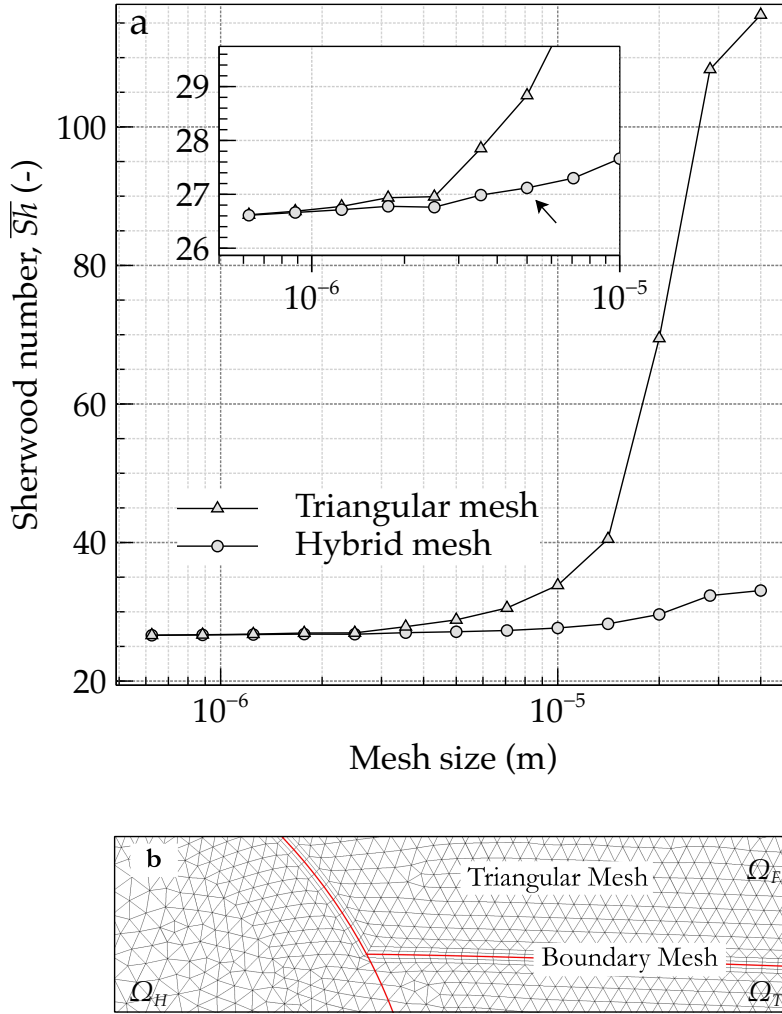 a
29
28
27
26
10⁻⁶
10⁻⁵
100
80
60
40
20
Sherwood number, S̅h̅ (-)
Triangular mesh
Hybrid mesh
10⁻⁶
10⁻⁵
Mesh size (m)
b
Triangular Mesh
Ω_E
Boundary Mesh
Ω_H
Ω_T